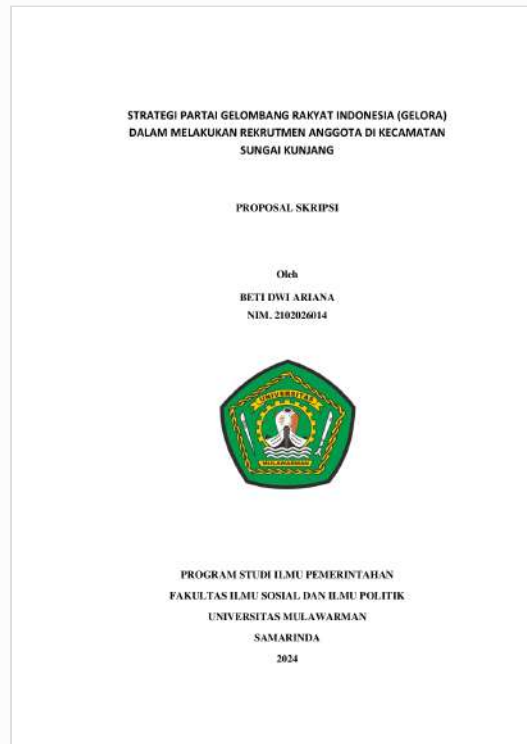 STRATEGI PARTAI GELOMBANG RAKYAT INDONESIA (GELORA)
DALAM MELAKUKAN REKRUTMEN ANGGOTA DI KECAMATAN
SUNGAI KUNJANG
PROPOSAL SKRIPSI
Oleh
BETI DWI ARIANA
NIM. 2102026014
UNIVERSITAS
MULAWARMAN
PROGRAM STUDI ILMU PEMERINTAHAN
FAKULTAS ILMU SOSIAL DAN ILMU POLITIK
UNIVERSITAS MULAWARMAN
SAMARINDA
2024